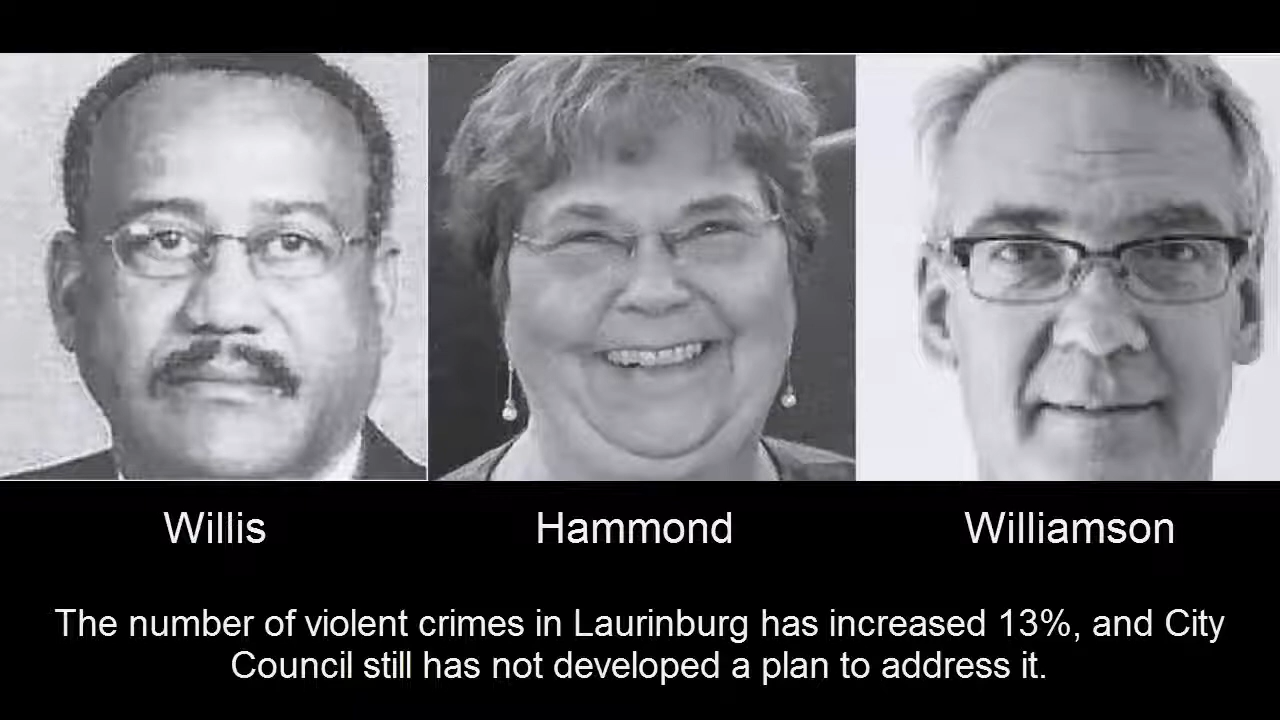 Willis Hammond Williamson
The number of violent crimes in Laurinburg has increased 13%, and City
Council still has not developed a plan to address it.